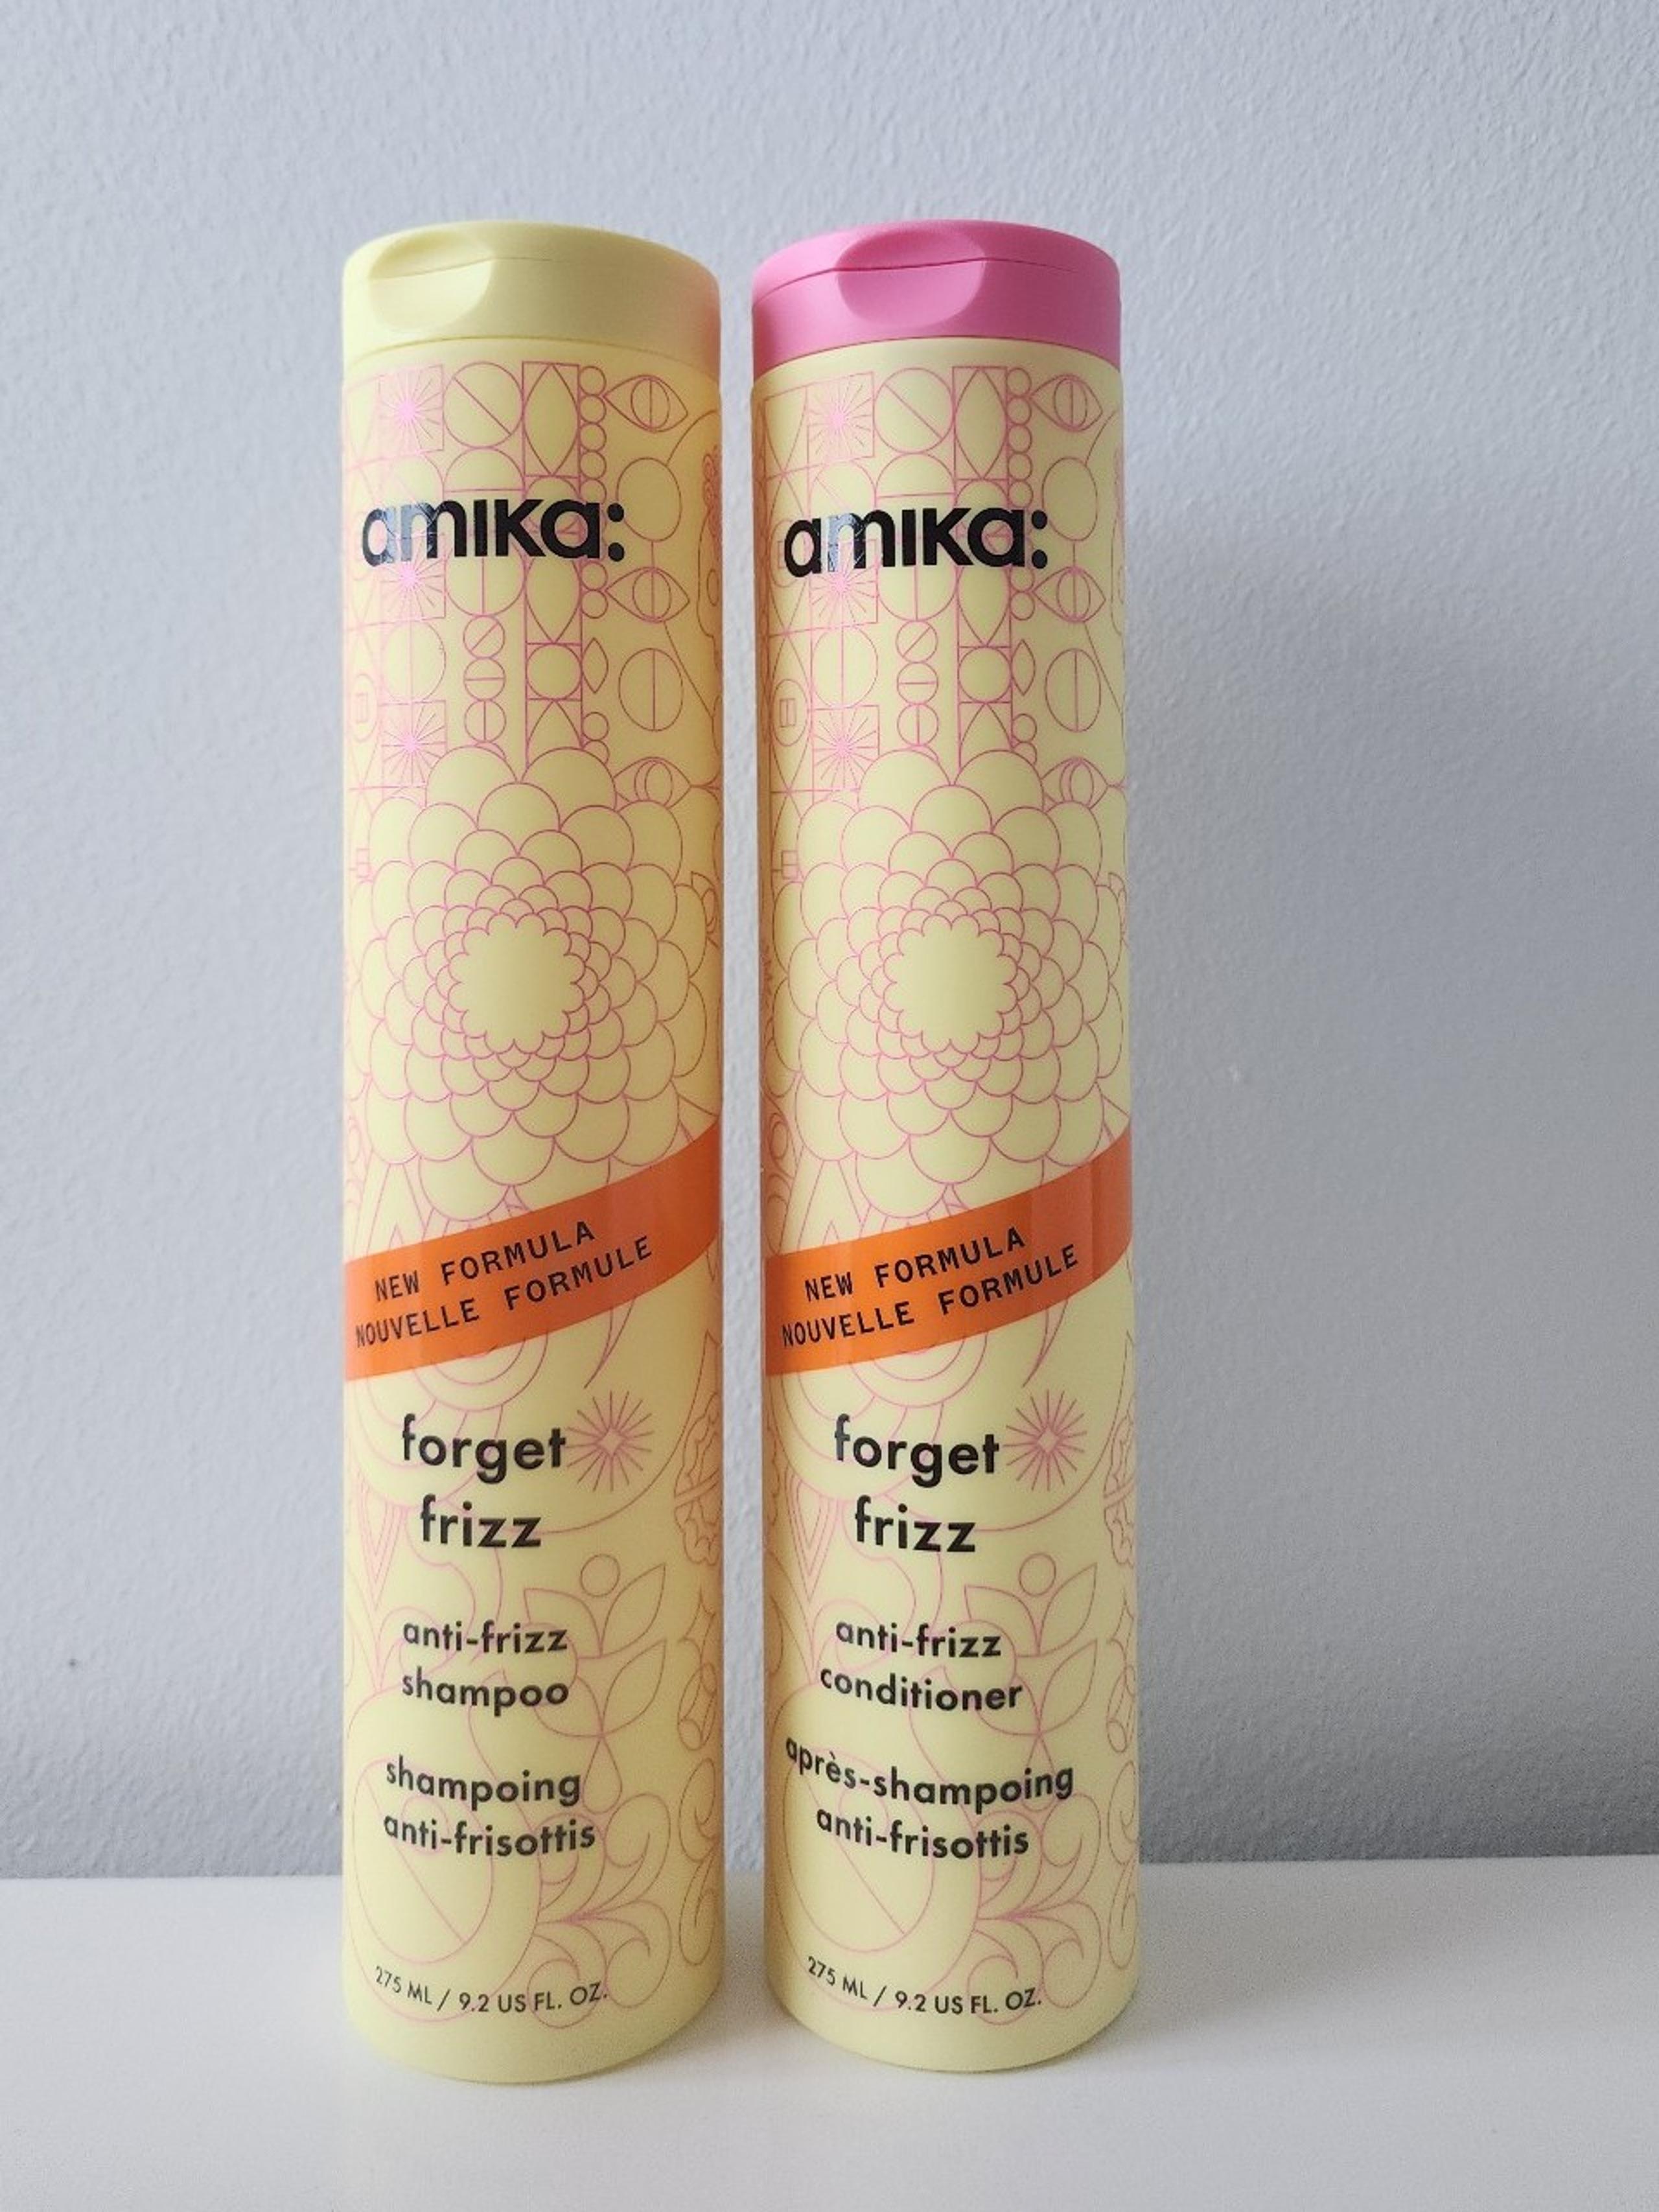 amika:
NEW FORMULA
NOUVELLE FORMULE
forget
frizz
anti-frizz
shampoo
shampoing
anti-frisottis
275 ML / 9.2 US FL. OZ.
amika:
NEW FORMULA
NOUVELLE FORMULE
forget
frizz
anti-frizz
conditioner
après-shampoing
anti-frisottis
275 ML / 9.2 US FL. OZ.